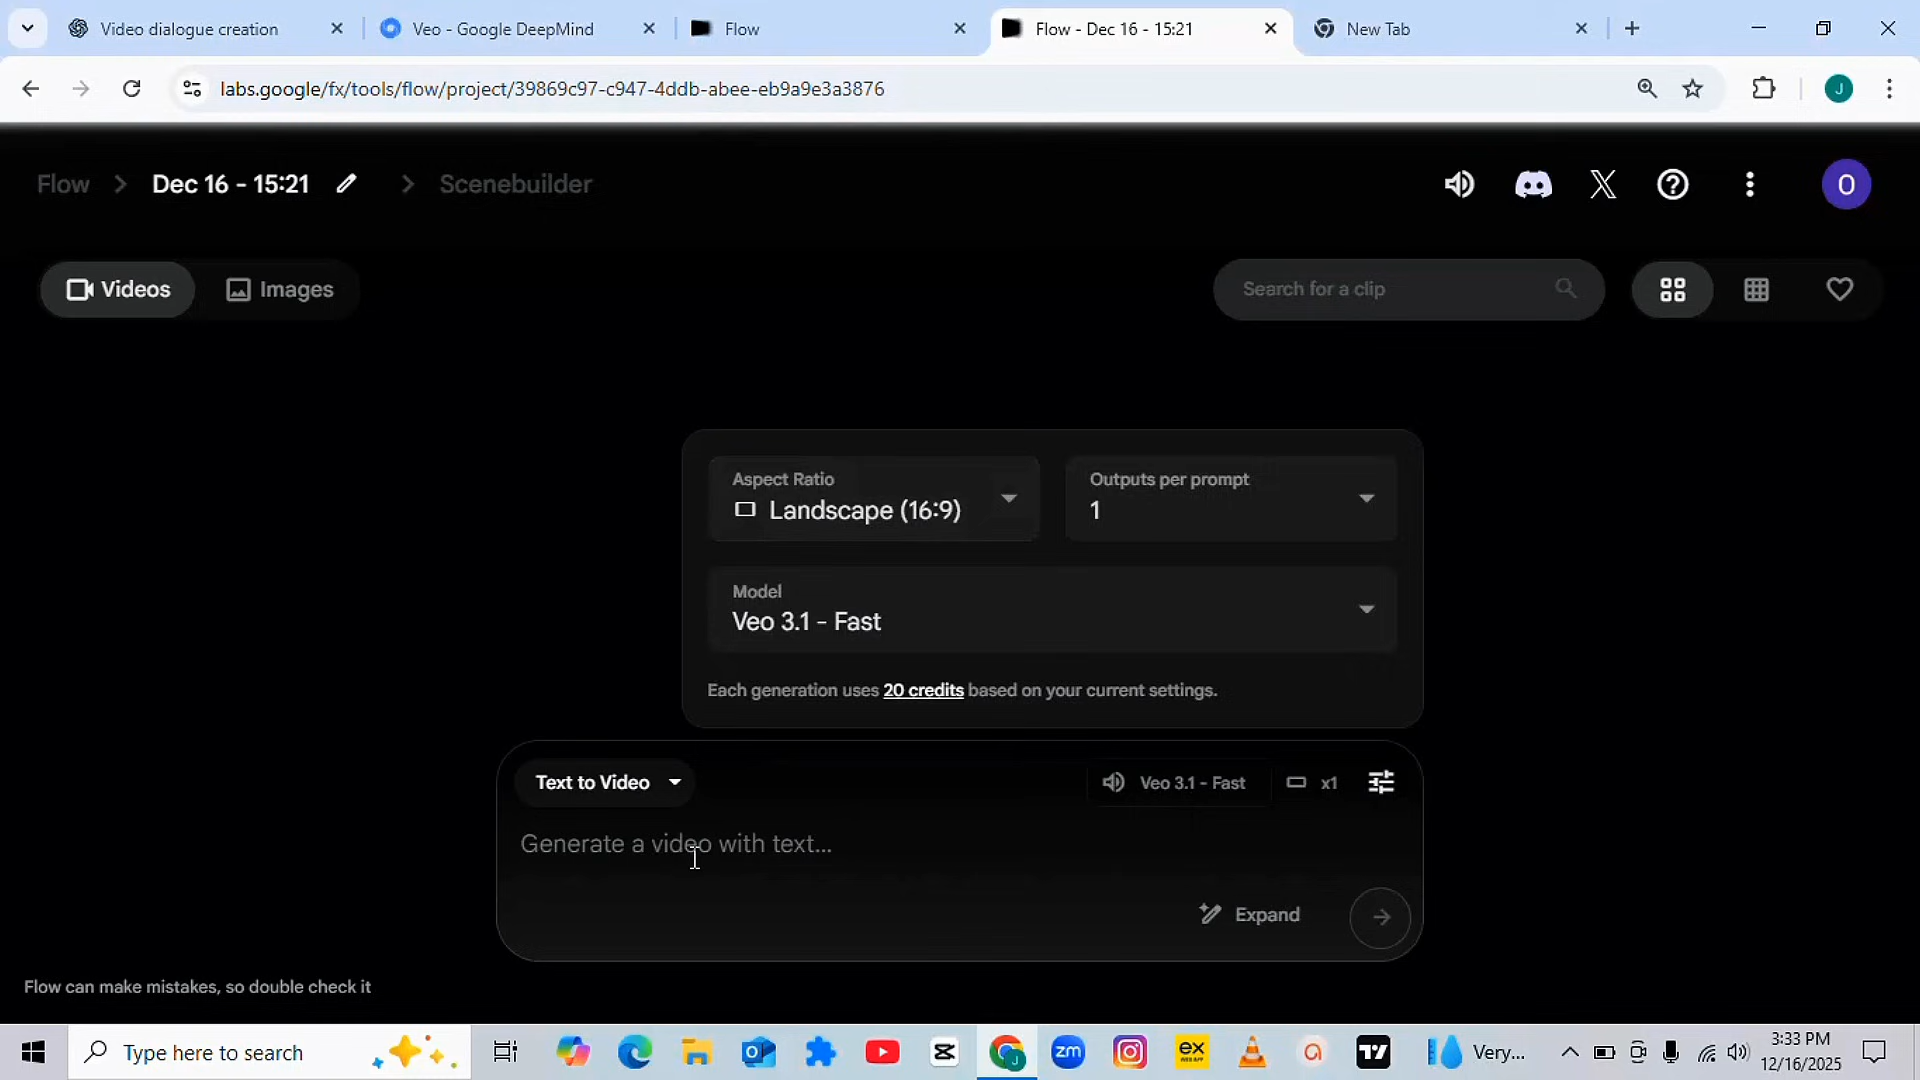 Video dialogue creation
Veo - Google DeepMind
Flow
Flow - Dec 16 - 15:21
New Tab
labs.google/fx/tools/flow/project/39869c97-c947-4ddb-abee-eb9a9e3a3876
J
Flow
Dec 16 - 15:21
Scenebuilder
O
Videos
Images
Search for a clip
Aspect Ratio
Landscape (16:9)
Outputs per prompt
1
Model
Veo 3.1 - Fast
Each generation uses 20 credits based on your current settings.
Text to Video
Veo 3.1 - Fast
x1
Generate a video with text...
Expand
Flow can make mistakes, so double check it
Type here to search
zm
ex
Very...
3:33 PM
12/16/2025